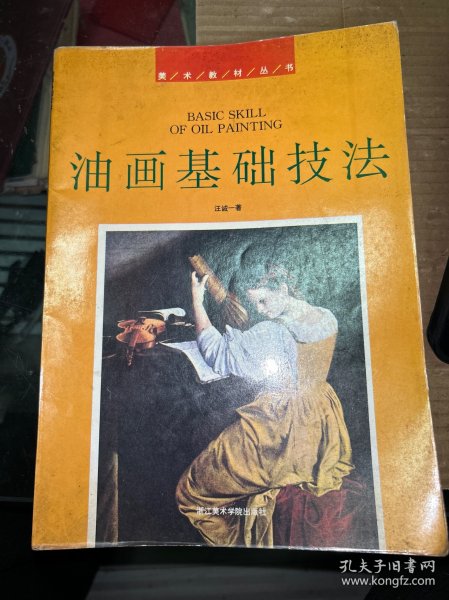 美/术/教/材/丛/书
BASIC SKILL
OF OIL PAINTING
油画基础技法
汪诚一著
浙江美术学院出版社
孔夫子旧书网
www.kongfz.com